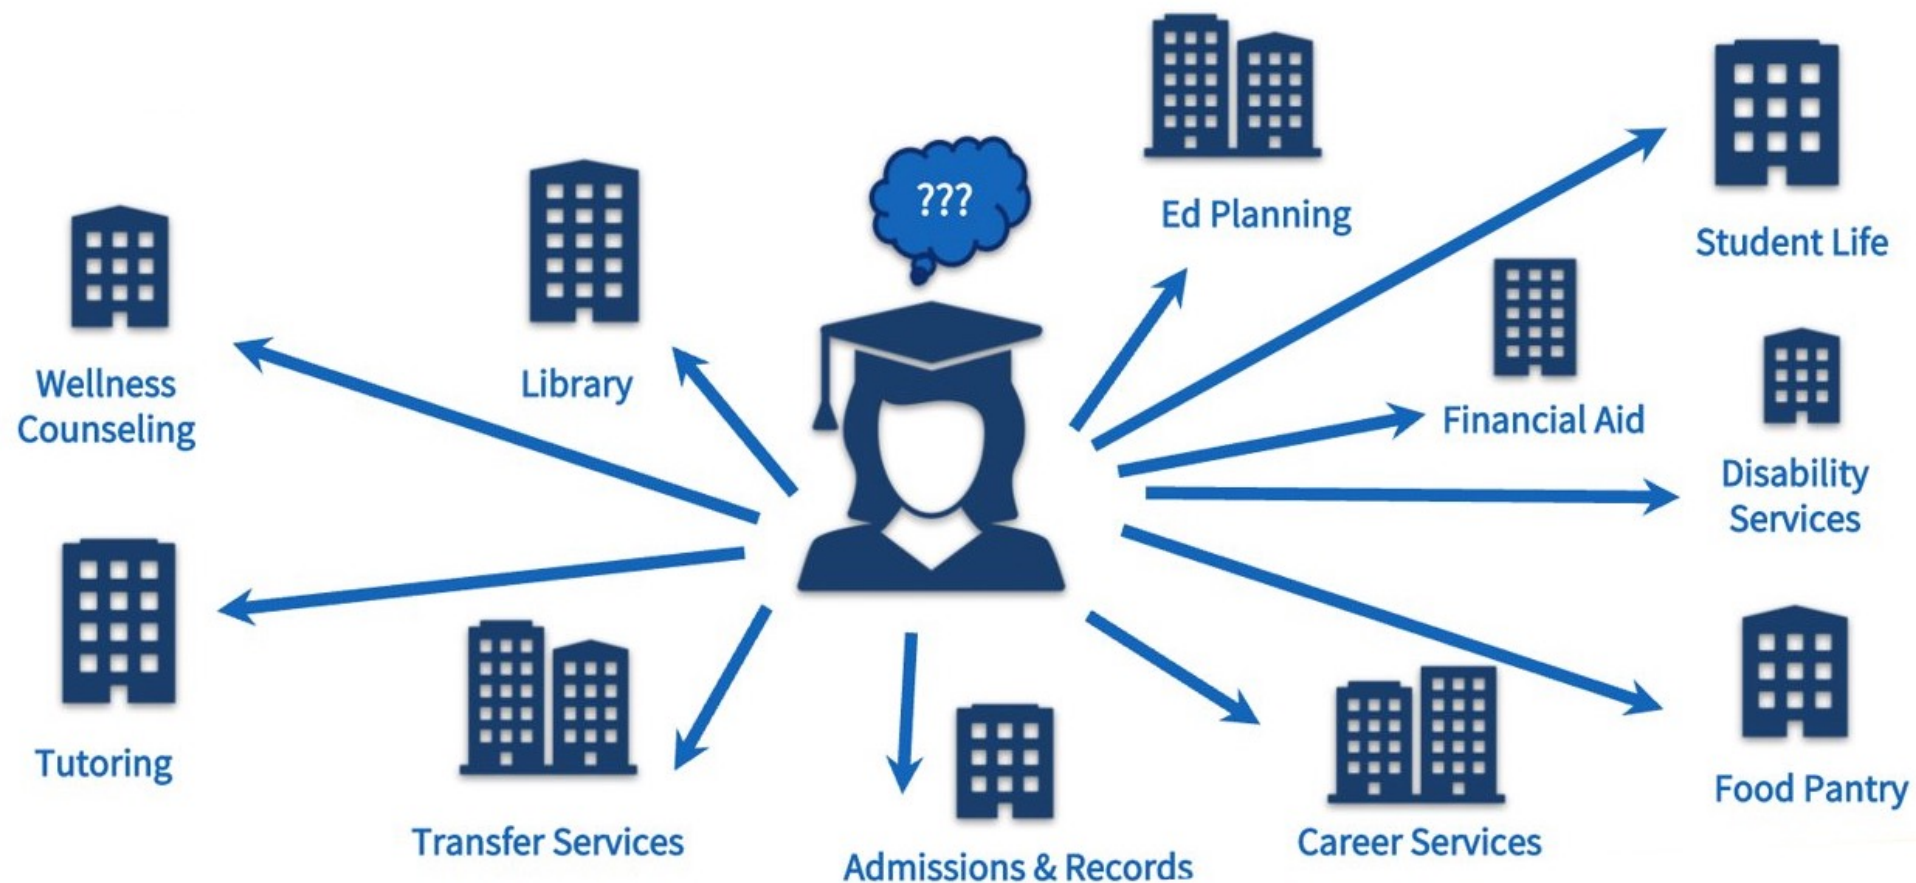 ???
Ed Planning
Student Life
Library
Wellness
Counseling
Financial Aid
Disability
Services
Tutoring
Transfer Services
Admissions & Records
Career Services
Food Pantry